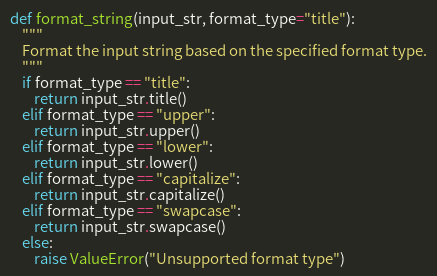 def format_string(input_str, format_type="title"):
    """
    Format the input string based on the specified format type.
    """
    if format_type == "title":
        return input_str.title()
    elif format_type == "upper":
        return input_str.upper()
    elif format_type == "lower":
        return input_str.lower()
    elif format_type == "capitalize":
        return input_str.capitalize()
    elif format_type == "swapcase":
        return input_str.swapcase()
    else:
        raise ValueError("Unsupported format type")